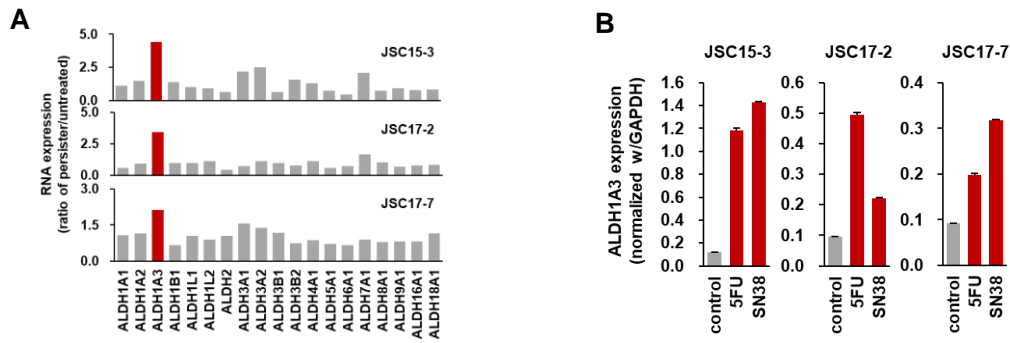 A
RNA expression
(ratio of persister/untreated)
5.0
2.5
0.0
JSC15-3
5.0
2.5
0.0
JSC17-2
3.0
1.5
0.0
JSC17-7
ALDH1A1
ALDH1A2
ALDH1A3
ALDH1B1
ALDH1L1
ALDH1L2
ALDH2
ALDH3A1
ALDH3A2
ALDH3B1
ALDH3B2
ALDH4A1
ALDH5A1
ALDH6A1
ALDH7A1
ALDH8A1
ALDH9A1
ALDH16A1
ALDH18A1
B
ALDH1A3 expression
(normalized w/GAPDH)
JSC15-3
1.6
1.4
1.2
1.0
0.8
0.6
0.4
0.2
0.0
control
5FU
SN38
JSC17-2
0.6
0.5
0.4
0.3
0.2
0.1
0.0
control
5FU
SN38
JSC17-7
0.4
0.3
0.2
0.1
0.0
control
5FU
SN38